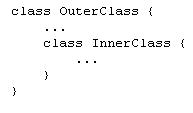 class OuterClass {
    ...
    class InnerClass {
        ...
    }
}